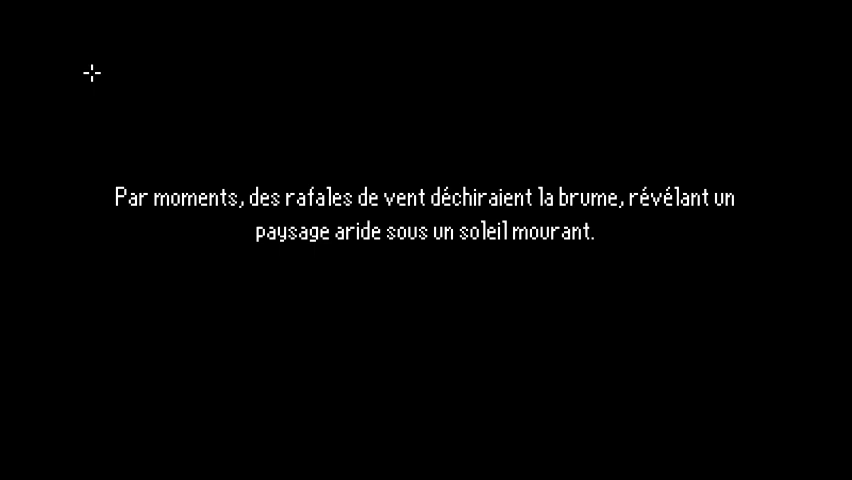 Par moments, des rafales de vent déchiraient la brume, révélant un
paysage aride sous un soleil mourant.